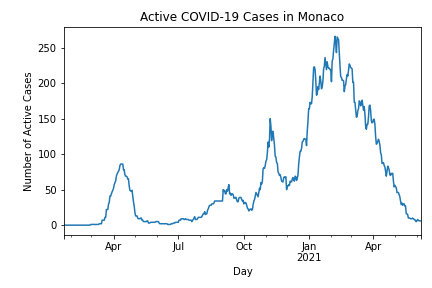 Active COVID-19 Cases in Monaco
Number of Active Cases
250
200
150
100
50
0
Apr Jul Oct Jan Apr
2021
Day